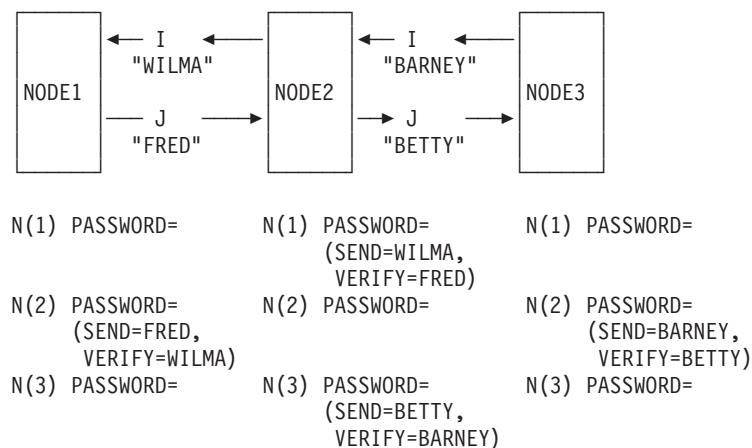 I I
"WILMA" "BARNEY"
NODE1 NODE2 NODE3
J J
"FRED" "BETTY"
N(1) PASSWORD= N(1) PASSWORD= N(1) PASSWORD=
(SEND=WILMA,
VERIFY=FRED)
N(2) PASSWORD= N(2) PASSWORD= N(2) PASSWORD=
(SEND=FRED, (SEND=BARNEY,
VERIFY=WILMA) VERIFY=BETTY)
N(3) PASSWORD= N(3) PASSWORD= N(3) PASSWORD=
(SEND=BETTY,
VERIFY=BARNEY)